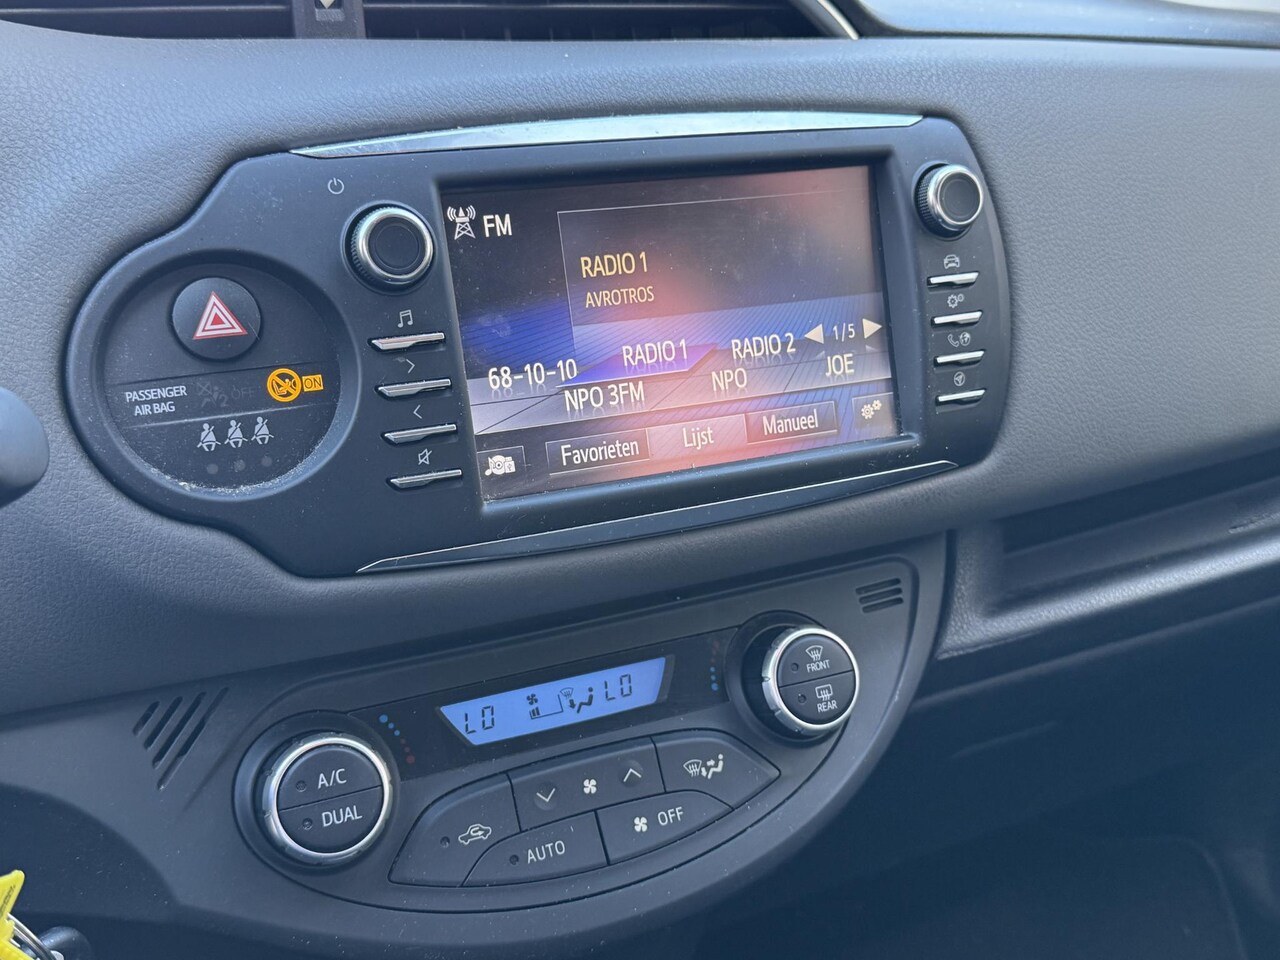 FM
RADIO 1
AVROTROS
1/5
68-10-10
RADIO 1
RADIO 2
NPO 3FM
NPO
JOE
Favorieten
Lijst
Manueel
PASSENGER
AIR BAG
OFF
ON
LO
LO
FRONT
REAR
A/C
DUAL
AUTO
OFF